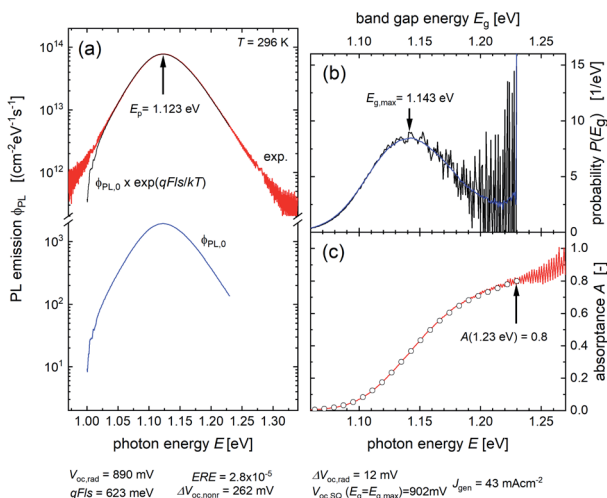 band gap energy E_g [eV]
1.10 1.15 1.20 1.25
(a)
T = 296 K
E_p = 1.123 eV
exp.
ϕ_PL,0 x exp(qFls/kT)
ϕ_PL,0
10^14
10^13
10^12
10^3
10^2
10^1
PL emission ϕ_PL [(cm^-2eV^-1s^-1]
1.00 1.05 1.10 1.15 1.20 1.25 1.30
photon energy E [eV]
(b)
E_g,max = 1.143 eV
15
10
5
0
probability P(E_g) [1/eV]
(c)
A(1.23 eV) = 0.8
1.0
0.8
0.6
0.4
0.2
0.0
absorptance A [-]
1.10 1.15 1.20 1.25
photon energy E [eV]
V_oc,rad = 890 mV ERE = 2.8x10^-5 ΔV_oc,rad = 12 mV J_gen = 43 mAcm^-2
qFls = 623 meV ΔV_oc,nonr = 262 mV V_oc,SQ (E_g=E_g,max)=902mV